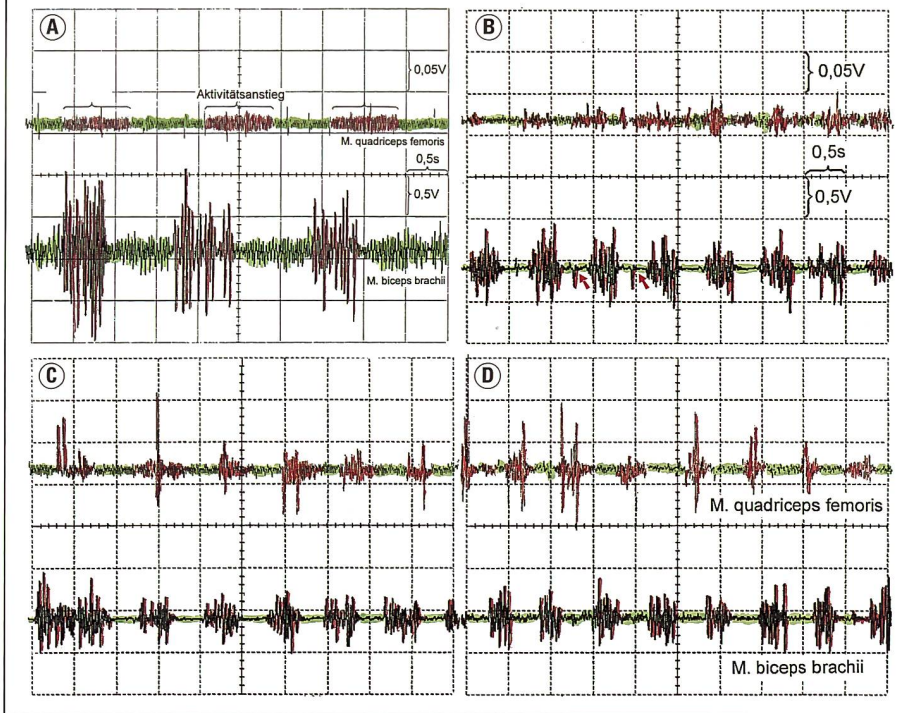 A
0,05V
Aktivitätsanstieg
M. quadriceps femoris
0,5s
0,5V
M. biceps brachii
B
0,05V
0,5s
0,5V
C
D
M. quadriceps femoris
M. biceps brachii